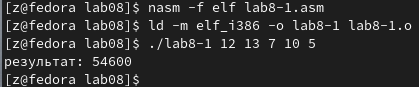 [z@fedora lab08]$ nasm -f elf lab8-1.asm
[z@fedora lab08]$ ld -m elf_i386 -o lab8-1 lab8-1.o
[z@fedora lab08]$ ./lab8-1 12 13 7 10 5
результат: 54600
[z@fedora lab08]$